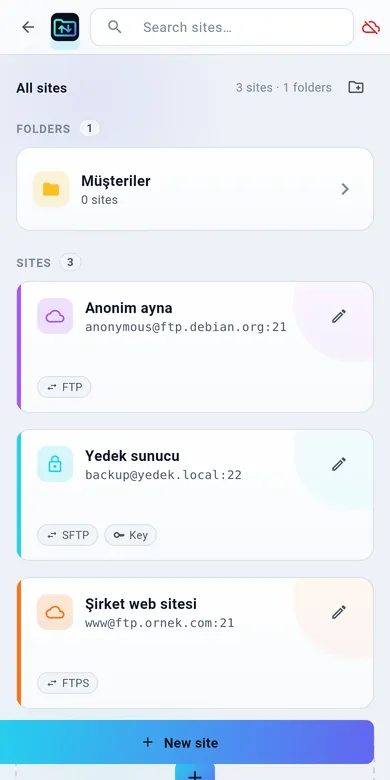 Search sites…
All sites
3 sites · 1 folders
FOLDERS 1
Müşteriler
0 sites
SITES 3
Anonim ayna
anonymous@ftp.debian.org:21
FTP
Yedek sunucu
backup@yedek.local:22
SFTP Key
Şirket web sitesi
www@ftp.ornek.com:21
FTPS
+ New site